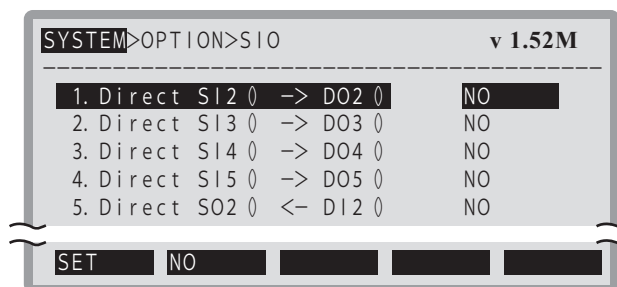 SYSTEM>OPTION>SIO v 1.52M
1. Direct SI2() -> DO2() NO
2. Direct SI3() -> DO3() NO
3. Direct SI4() -> DO4() NO
4. Direct SI5() -> DO5() NO
5. Direct SO2() <- DI2() NO
SET NO